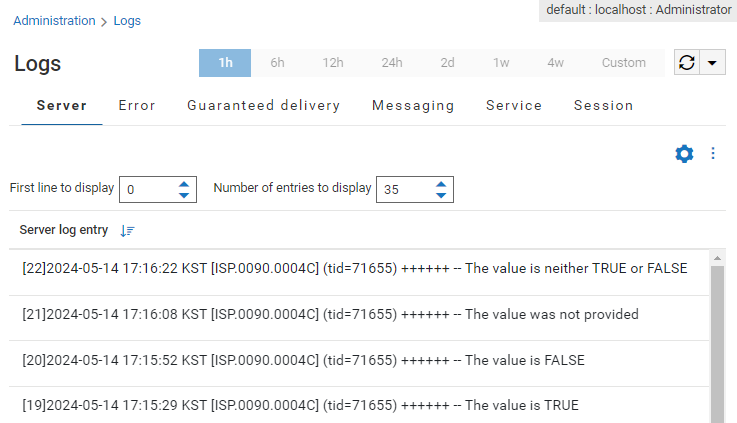 default : localhost : Administrator
Administration > Logs
Logs
1h 6h 12h 24h 2d 1w 4w Custom
Server Error Guaranteed delivery Messaging Service Session
First line to display 0 Number of entries to display 35
Server log entry
[22]2024-05-14 17:16:22 KST [ISP.0090.0004C] (tid=71655) ++++++ -- The value is neither TRUE or FALSE
[21]2024-05-14 17:16:08 KST [ISP.0090.0004C] (tid=71655) ++++++ -- The value was not provided
[20]2024-05-14 17:15:52 KST [ISP.0090.0004C] (tid=71655) ++++++ -- The value is FALSE
[19]2024-05-14 17:15:29 KST [ISP.0090.0004C] (tid=71655) ++++++ -- The value is TRUE